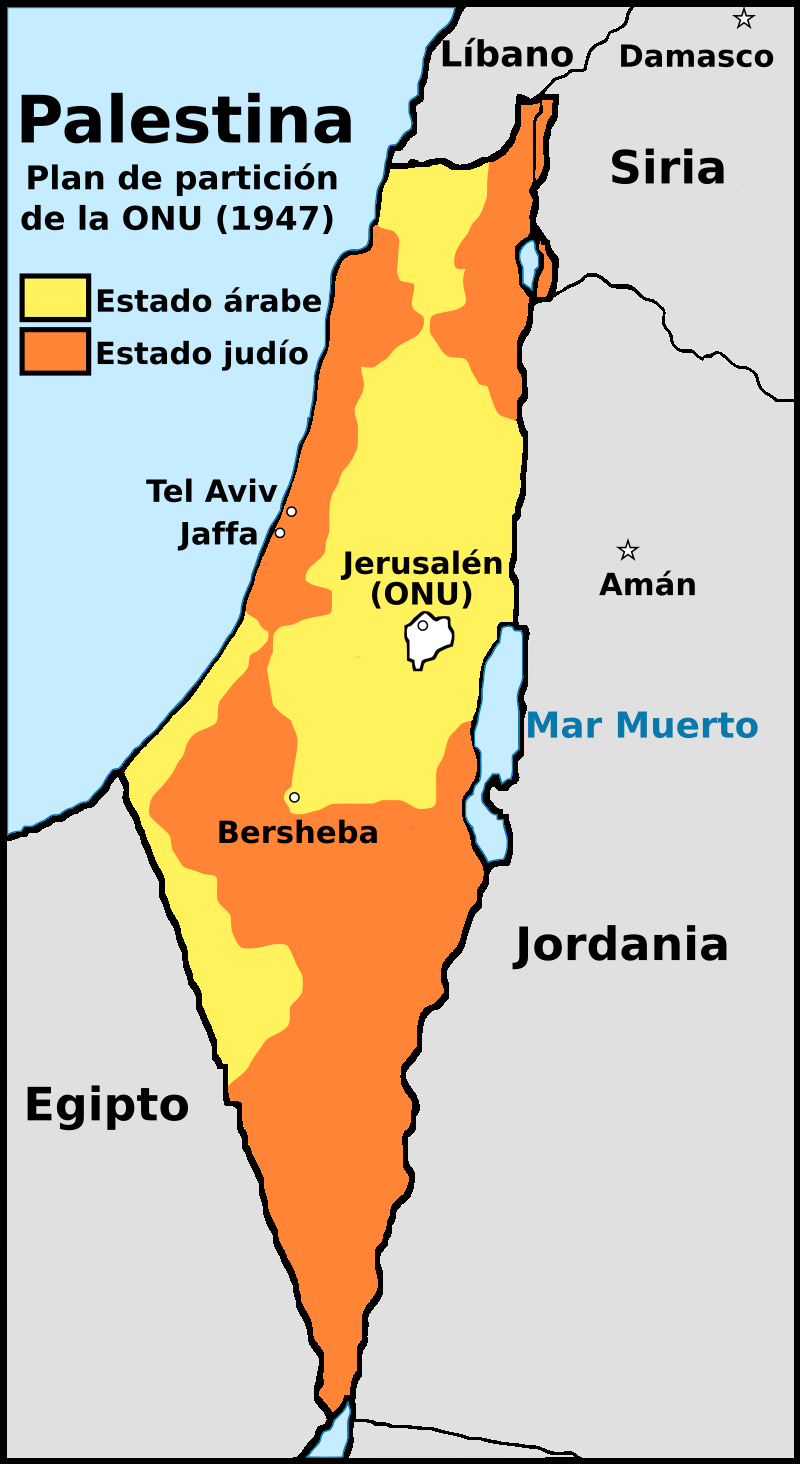 Líbano
Damasco
Palestina
Plan de partición
de la ONU (1947)
Siria
Estado árabe
Estado judío
Tel Aviv
Jaffa
Jerusalén
(ONU)
Amán
Mar Muerto
Bersheba
Jordania
Egipto